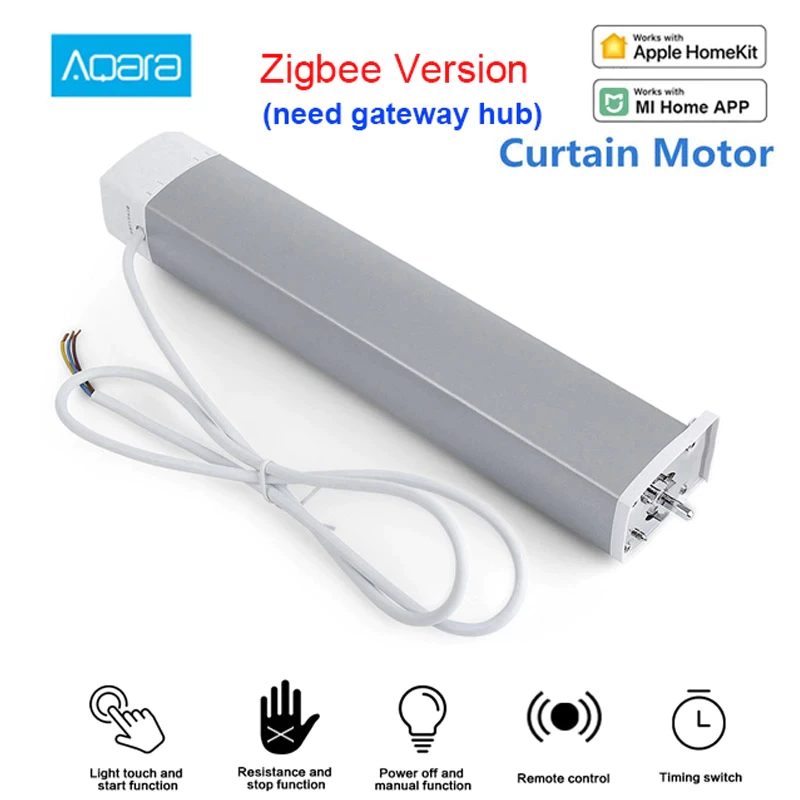 Aqara
Zigbee Version
(need gateway hub)
Works with
Apple HomeKit
Works with
MI Home APP
Curtain Motor
Light touch and
start function
Resistance and
stop function
Power off and
manual function
Remote control
Timing switch